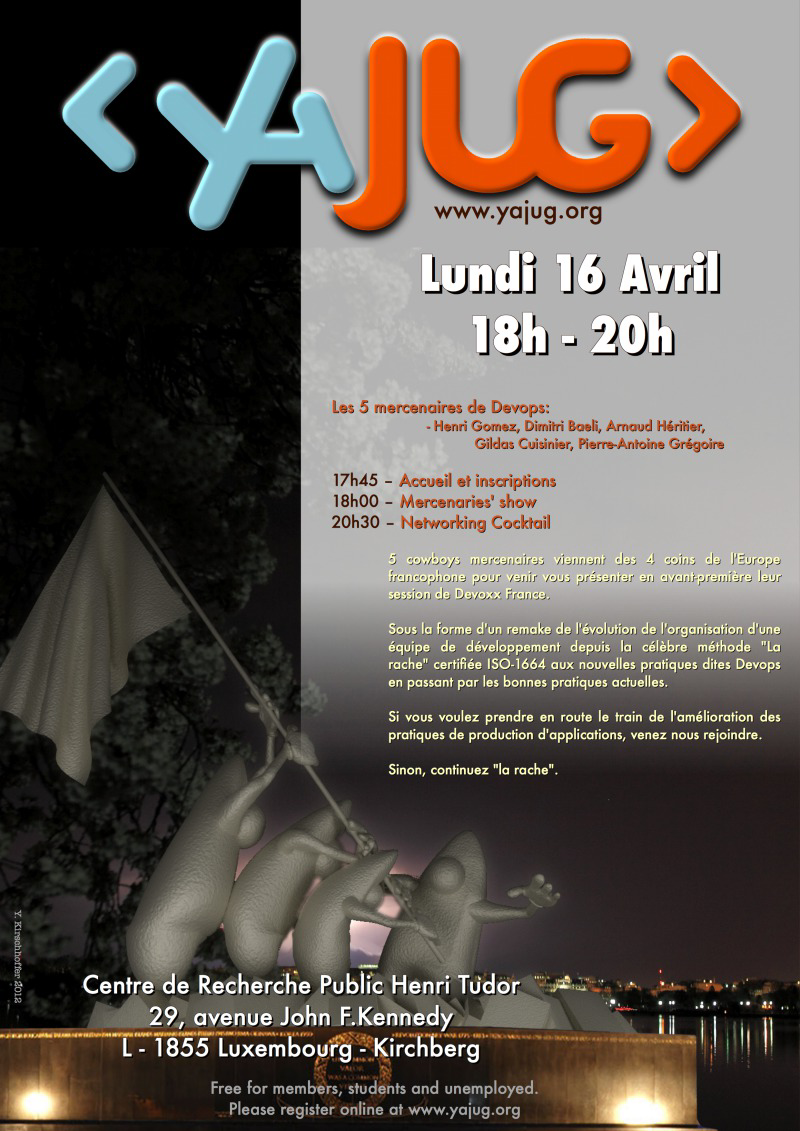 <YAJUG>
www.yajug.org
Lundi 16 Avril
18h - 20h
Les 5 mercenaires de Devops:
- Henri Gomez, Dimitri Baeli, Arnaud Héritier,
Gildas Cuisinier, Pierre-Antoine Grégoire
17h45 – Accueil et inscriptions
18h00 – Mercenaries' show
20h30 – Networking Cocktail
5 cowboys mercenaires viennent des 4 coins de l'Europe
francophone pour venir vous présenter en avant-première leur
session de Devoxx France.
Sous la forme d'un remake de l'évolution de l'organisation d'une
équipe de développement depuis la célèbre méthode "La
rache" certifiée ISO-1664 aux nouvelles pratiques dites Devops
en passant par les bonnes pratiques actuelles.
Si vous voulez prendre en route le train de l'amélioration des
pratiques de production d'applications, venez nous rejoindre.
Sinon, continuez "la rache".
Y. Kirschhoffer 2012
Centre de Recherche Public Henri Tudor
29, avenue John F.Kennedy
L - 1855 Luxembourg - Kirchberg
Free for members, students and unemployed.
Please register online at www.yajug.org